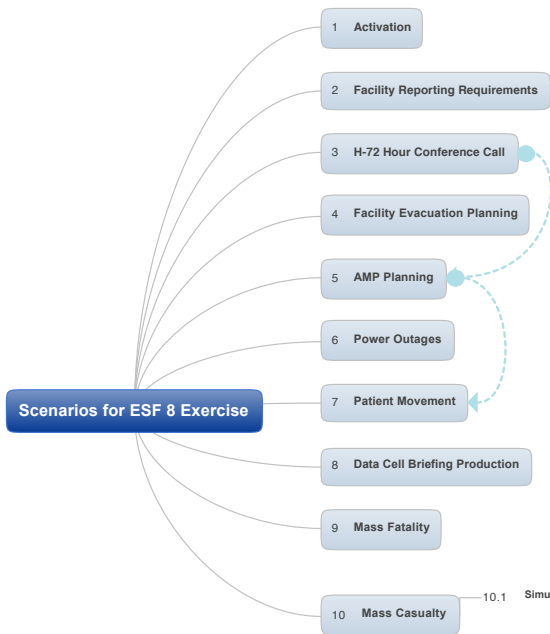 1 Activation
2 Facility Reporting Requirements
3 H-72 Hour Conference Call
4 Facility Evacuation Planning
5 AMP Planning
6 Power Outages
Scenarios for ESF 8 Exercise
7 Patient Movement
8 Data Cell Briefing Production
9 Mass Fatality
10 Mass Casualty
10.1 Simu